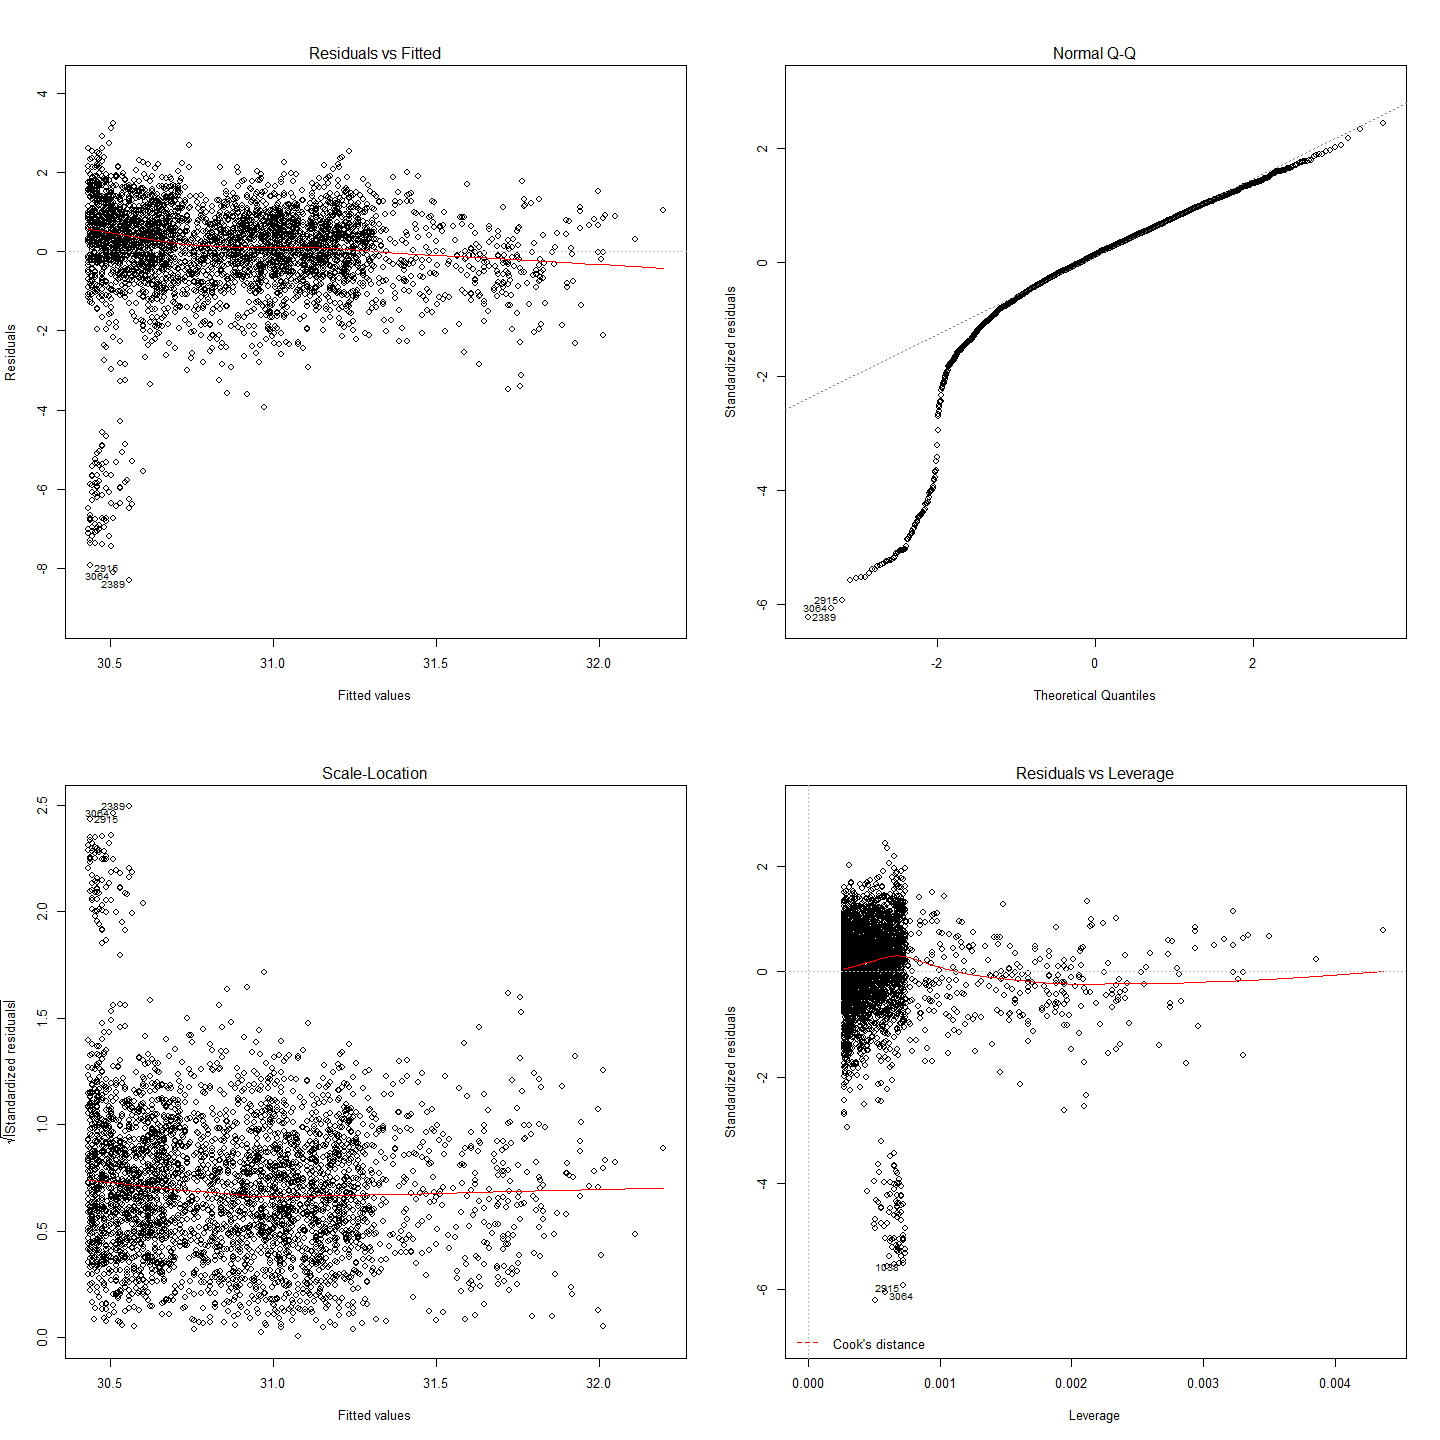 Residuals vs Fitted
4
2
0
-2
-4
-6
-8
Residuals
2915
3064
2389
30.5 31.0 31.5 32.0
Fitted values
Normal Q-Q
2
0
-2
-4
-6
Standardized residuals
2915
3064
2389
-2 0 2
Theoretical Quantiles
Scale-Location
2.5
2.0
1.5
1.0
0.5
0.0
√|Standardized residuals|
2389
3064
2915
30.5 31.0 31.5 32.0
Fitted values
Residuals vs Leverage
2
0
-2
-4
-6
Standardized residuals
2915
3064
Cook's distance
0.000 0.001 0.002 0.003 0.004
Leverage